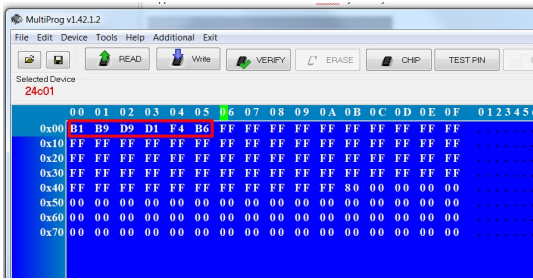 MultiProg v1.42.1.2
File Edit Device Tools Help Additional Exit
READ Write VERIFY ERASE CHIP TEST PIN
Selected Device
24c01
00 01 02 03 04 05 06 07 08 09 0A 0B 0C 0D 0E 0F 0123456
0x00 B1 B9 D9 D1 F4 B6 FF FF FF FF FF FF FF FF FF FF
0x10 FF FF FF FF FF FF FF FF FF FF FF FF FF FF FF FF
0x20 FF FF FF FF FF FF FF FF FF FF FF FF FF FF FF FF
0x30 FF FF FF FF FF FF FF FF FF FF FF FF FF FF FF FF
0x40 FF FF FF FF FF FF FF FF FF FF FF 80 00 00 00 00
0x50 00 00 00 00 00 00 00 00 00 00 00 00 00 00 00 00
0x60 00 00 00 00 00 00 00 00 00 00 00 00 00 00 00 00
0x70 00 00 00 00 00 00 00 00 00 00 00 00 00 00 00 00